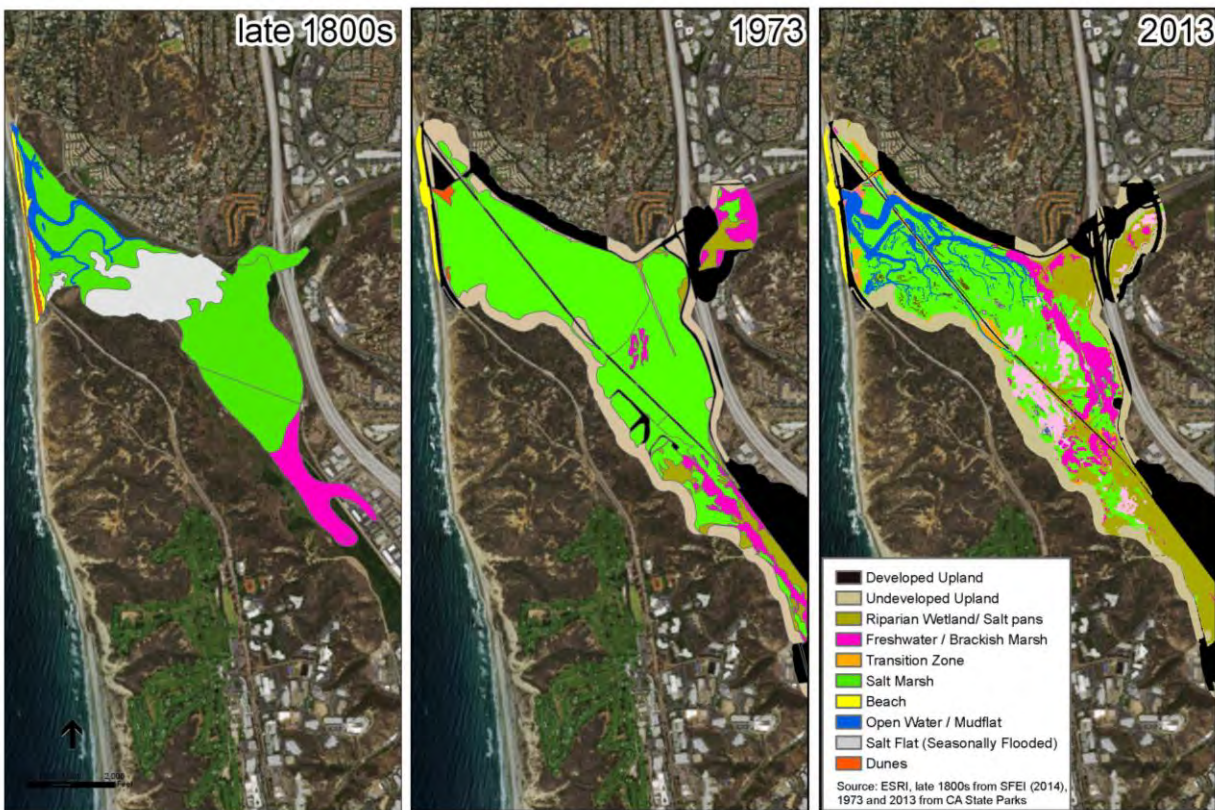 late 1800s
1973
2013
Developed Upland
Undeveloped Upland
Riparian Wetland/ Salt pans
Freshwater / Brackish Marsh
Transition Zone
Salt Marsh
Beach
Open Water / Mudflat
Salt Flat (Seasonally Flooded)
Dunes
Source: ESRI, late 1800s from SFEI (2014),
1973 and 2013 from CA State Parks